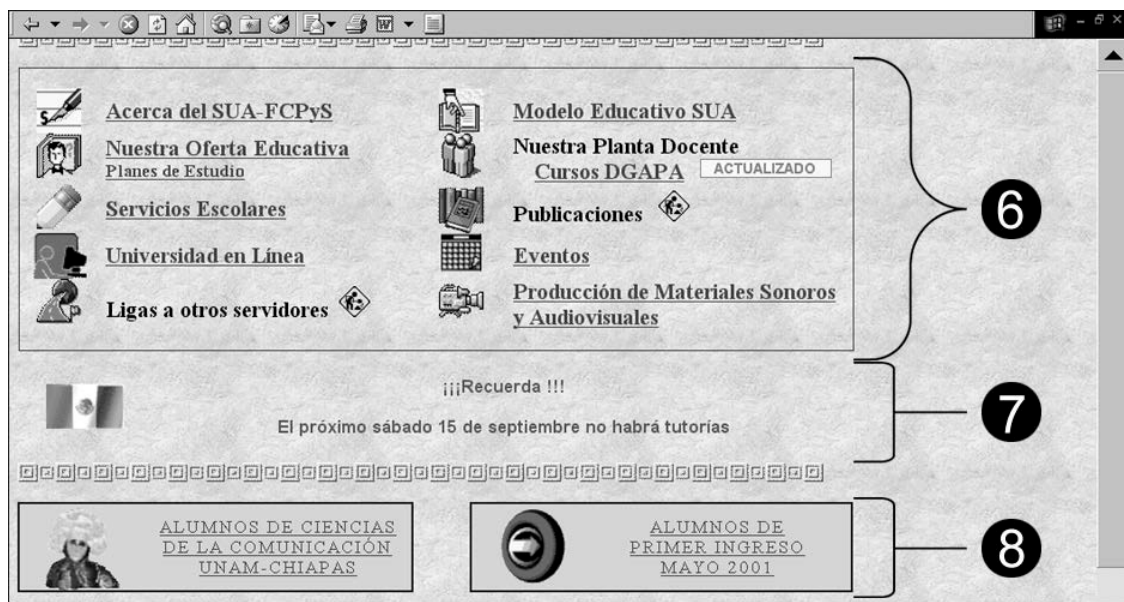 Acerca del SUA-FCPyS
Nuestra Oferta Educativa
Planes de Estudio
Servicios Escolares
Universidad en Línea
Ligas a otros servidores
Modelo Educativo SUA
Nuestra Planta Docente
Cursos DGAPA ACTUALIZADO
Publicaciones
Eventos
Producción de Materiales Sonoros
y Audiovisuales
6
¡¡¡Recuerda !!!
El próximo sábado 15 de septiembre no habrá tutorías
7
ALUMNOS DE CIENCIAS
DE LA COMUNICACIÓN
UNAM-CHIAPAS
ALUMNOS DE
PRIMER INGRESO
MAYO 2001
8